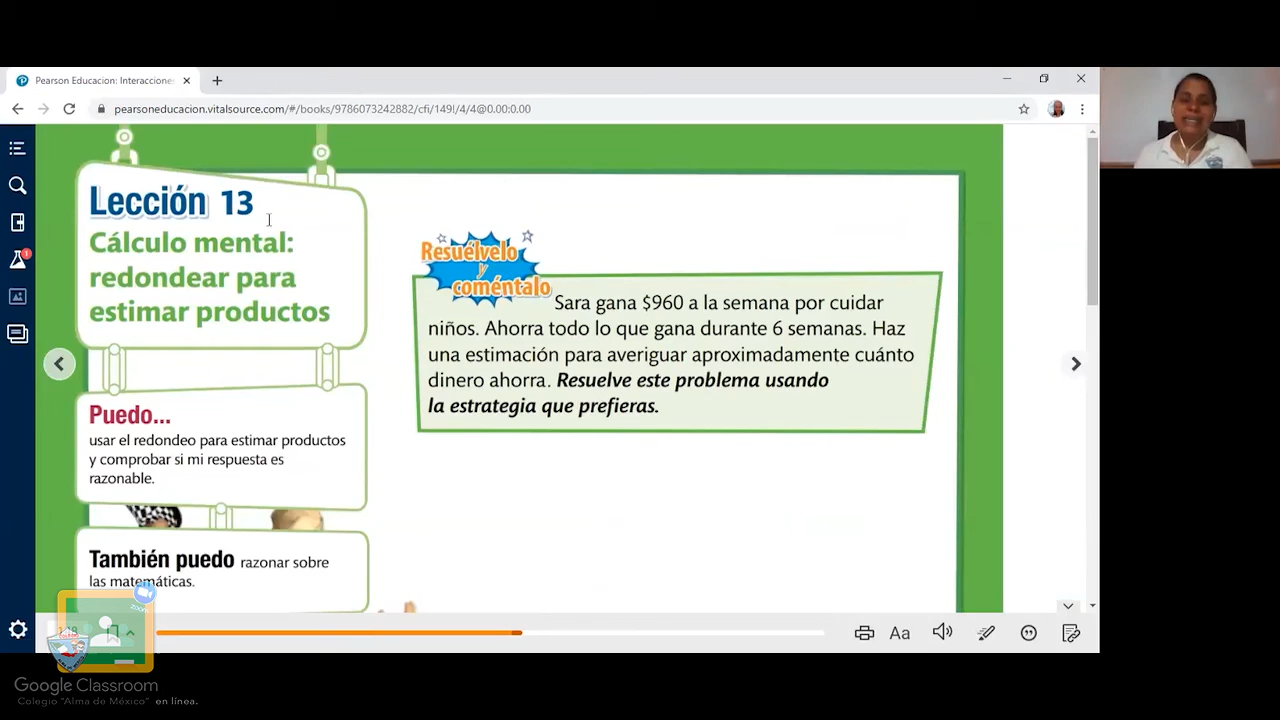 Pearson Educacion: Interaccione
pearsoneducacion.vitalsource.com/#/books/9786073242882/cfi/149!/4/4@0.00:0.00
Lección 13
Cálculo mental:
redondear para
estimar productos
Puedo...
usar el redondeo para estimar productos
y comprobar si mi respuesta es
razonable.
También puedo razonar sobre
las matemáticas.
Resuélvelo
y
coméntalo
Sara gana $960 a la semana por cuidar
niños. Ahorra todo lo que gana durante 6 semanas. Haz
una estimación para averiguar aproximadamente cuánto
dinero ahorra. Resuelve este problema usando
la estrategia que prefieras.
1
zoom
Aa
Google Classroom
Colegio "Alma de México" en línea.